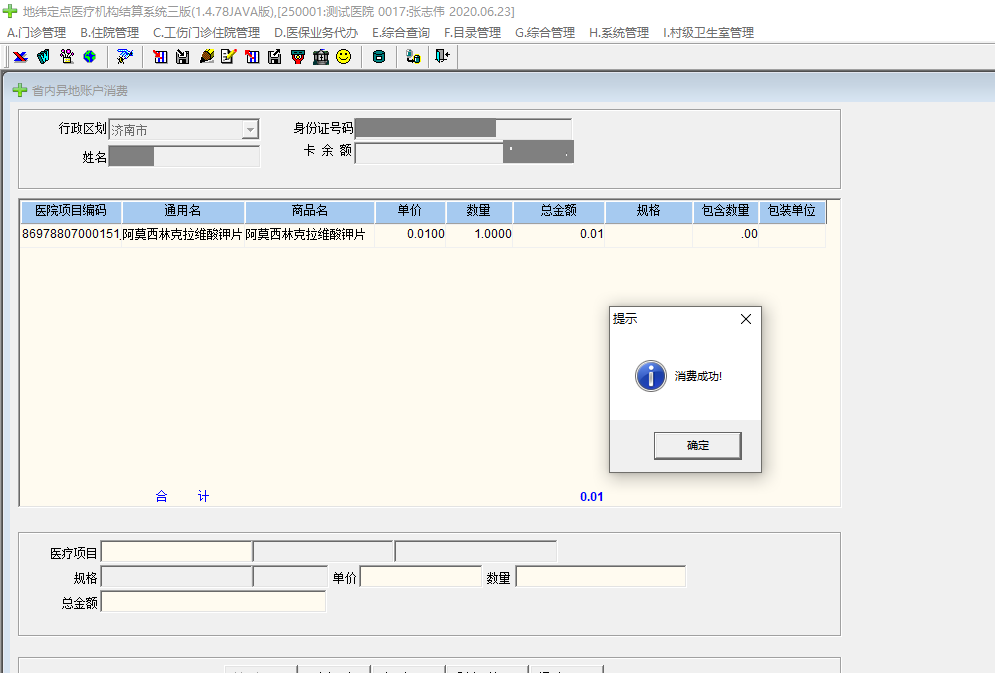 地纬定点医疗机构结算系统三版(1.4.78JAVA版),[250001:测试医院 0017:张志伟 2020.06.23]
A.门诊管理 B.住院管理 C.工伤门诊住院管理 D.医保业务代办 E.综合查询 F.目录管理 G.综合管理 H.系统管理 I.村级卫生室管理
省内异地账户消费
行政区划 济南市 身份证号码
姓名 卡 余 额
医院项目编码 通用名 商品名 单价 数量 总金额 规格 包含数量 包装单位
86978807000151 阿莫西林克拉维酸钾片 阿莫西林克拉维酸钾片 0.0100 1.0000 0.01 .00
提示
消费成功!
确定
合 计 0.01
医疗项目
规格 单价 数量
总金额